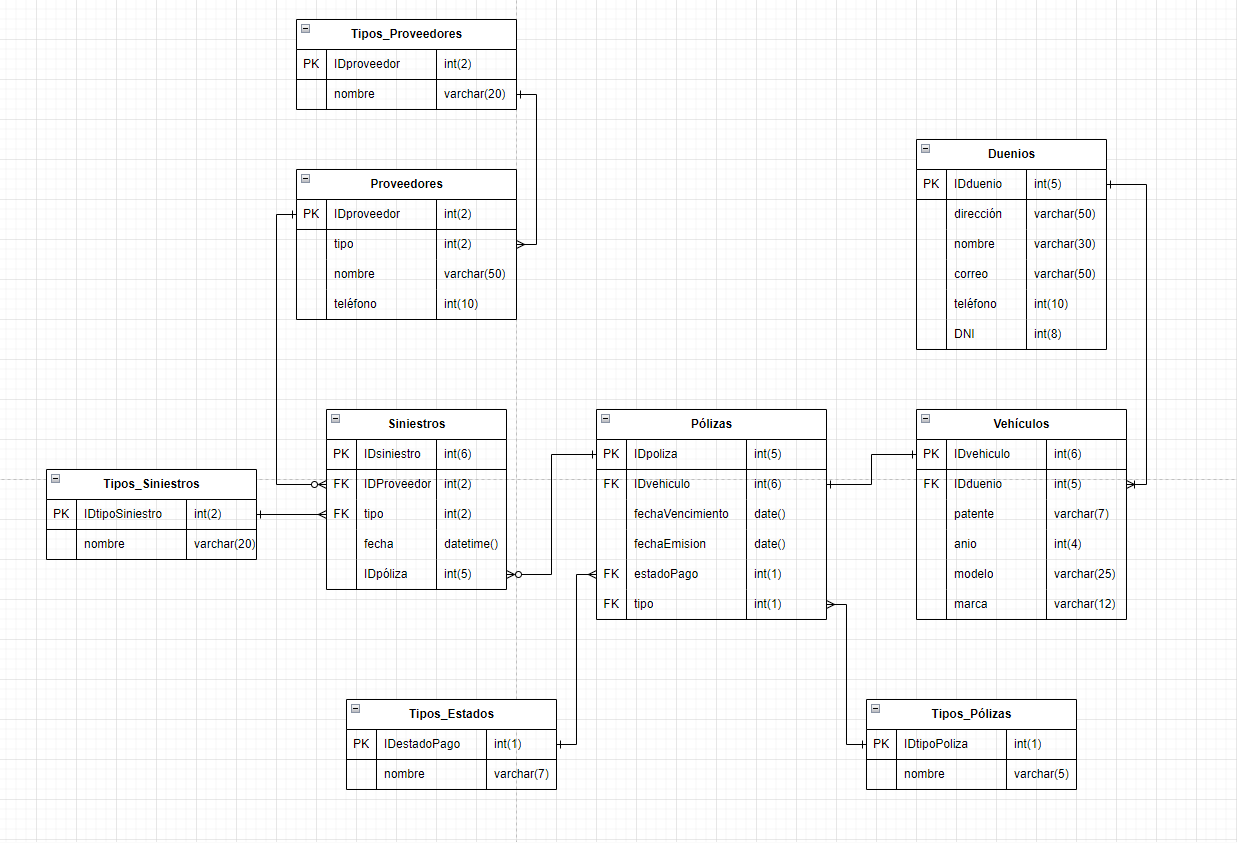 Tipos_Proveedores
PK IDproveedor int(2)
nombre varchar(20)
Proveedores
PK IDproveedor int(2)
tipo int(2)
nombre varchar(50)
teléfono int(10)
Duenios
PK IDduenio int(5)
dirección varchar(50)
nombre varchar(30)
correo varchar(50)
teléfono int(10)
DNI int(8)
Tipos_Siniestros
PK IDtipoSiniestro int(2)
nombre varchar(20)
Siniestros
PK IDsiniestro int(6)
FK IDProveedor int(2)
FK tipo int(2)
fecha datetime()
IDpóliza int(5)
Pólizas
PK IDpoliza int(5)
FK IDvehiculo int(6)
fechaVencimiento date()
fechaEmision date()
FK estadoPago int(1)
FK tipo int(1)
Vehículos
PK IDvehiculo int(6)
FK IDduenio int(5)
patente varchar(7)
anio int(4)
modelo varchar(25)
marca varchar(12)
Tipos_Estados
PK IDestadoPago int(1)
nombre varchar(7)
Tipos_Pólizas
PK IDtipoPoliza int(1)
nombre varchar(5)